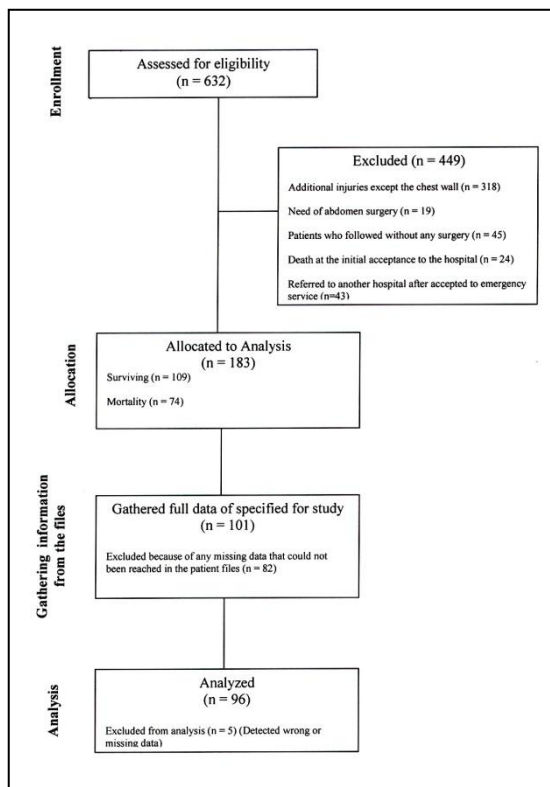 Enrollment
Assessed for eligibility
(n = 632)
Excluded (n = 449)
Additional injuries except the chest wall (n = 318)
Need of abdomen surgery (n = 19)
Patients who followed without any surgery (n = 45)
Death at the initial acceptance to the hospital (n = 24)
Referred to another hospital after accepted to emergency
service (n=43)
Allocation
Allocated to Analysis
(n = 183)
Surviving (n = 109)
Mortality (n = 74)
Gathering information
from the files
Gathered full data of specified for study
(n = 101)
Excluded because of any missing data that could not
been reached in the patient files (n = 82)
Analysis
Analyzed
(n = 96)
Excluded from analysis (n = 5) (Detected wrong or
missing data)